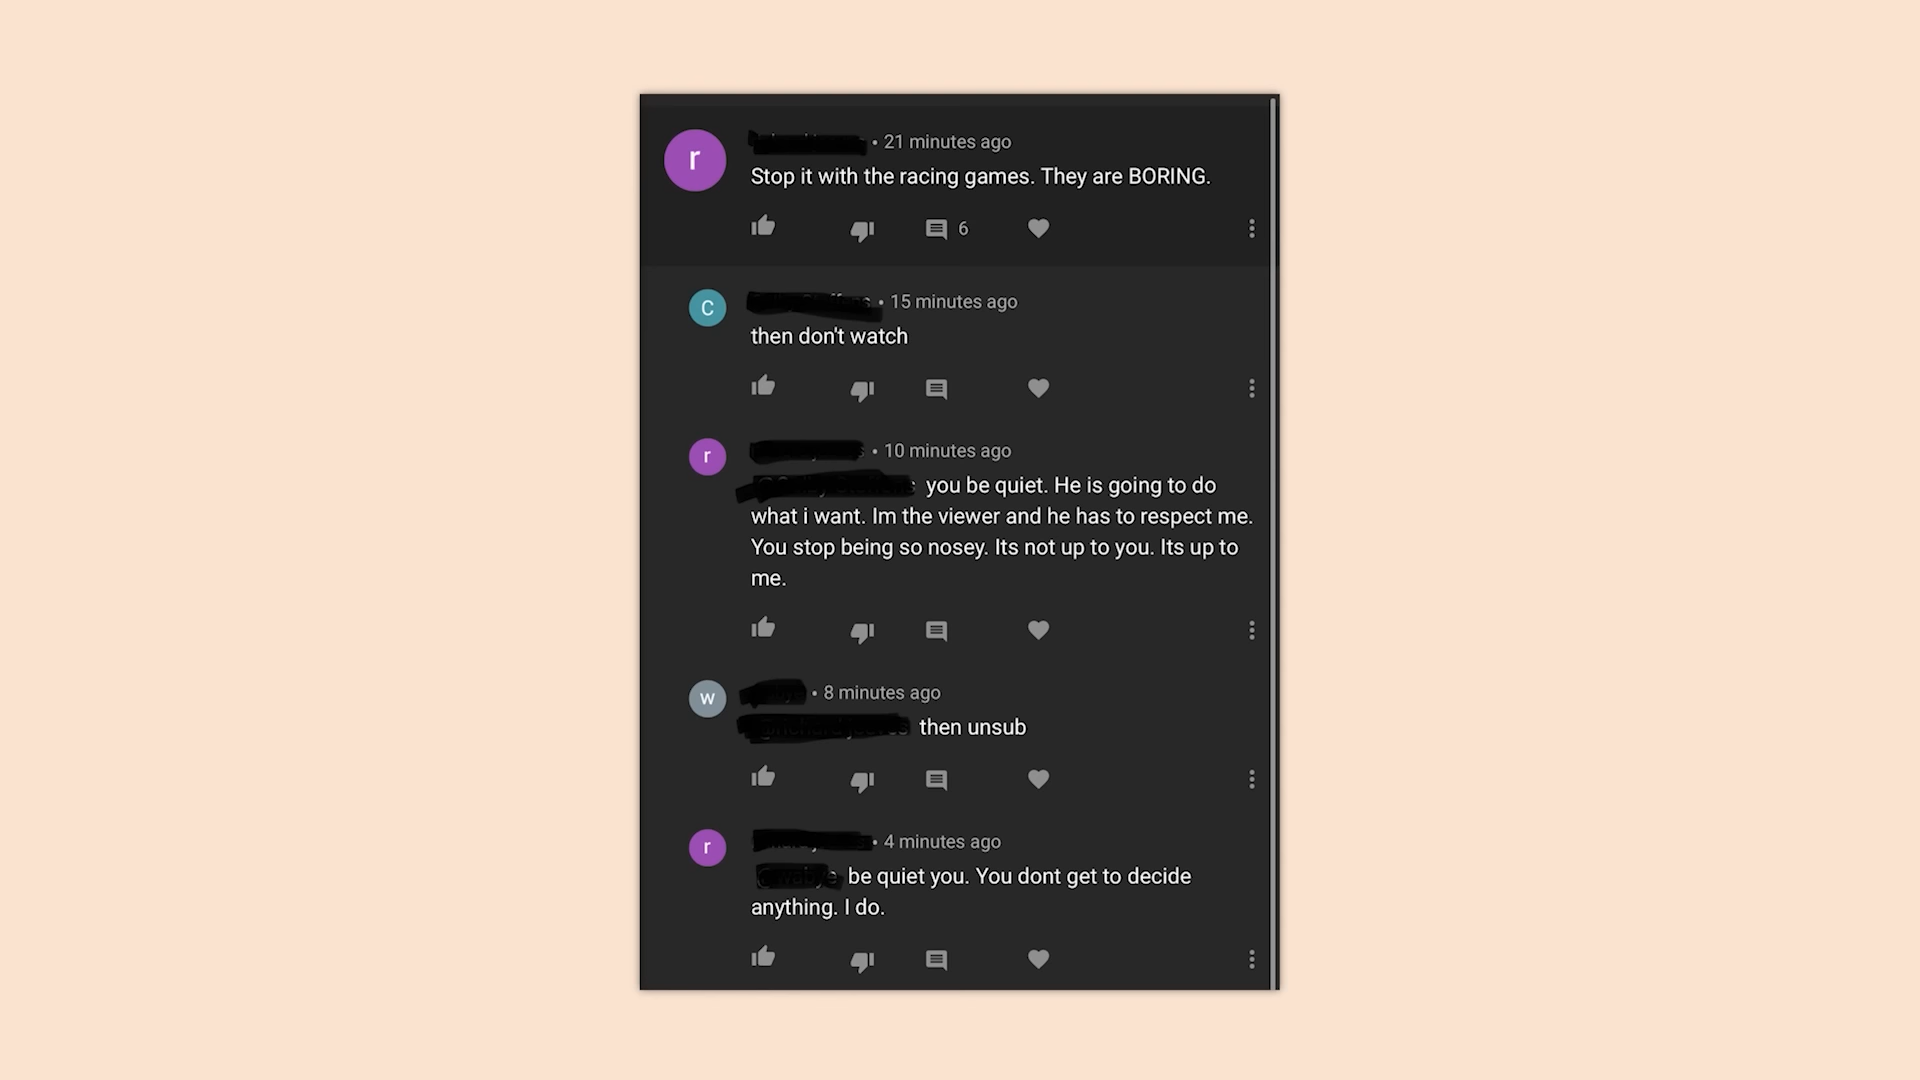 r
• 21 minutes ago
Stop it with the racing games. They are BORING.
6
C
• 15 minutes ago
then don't watch
r
• 10 minutes ago
you be quiet. He is going to do
what i want. Im the viewer and he has to respect me.
You stop being so nosey. Its not up to you. Its up to
me.
w
• 8 minutes ago
then unsub
r
• 4 minutes ago
be quiet you. You dont get to decide
anything. I do.